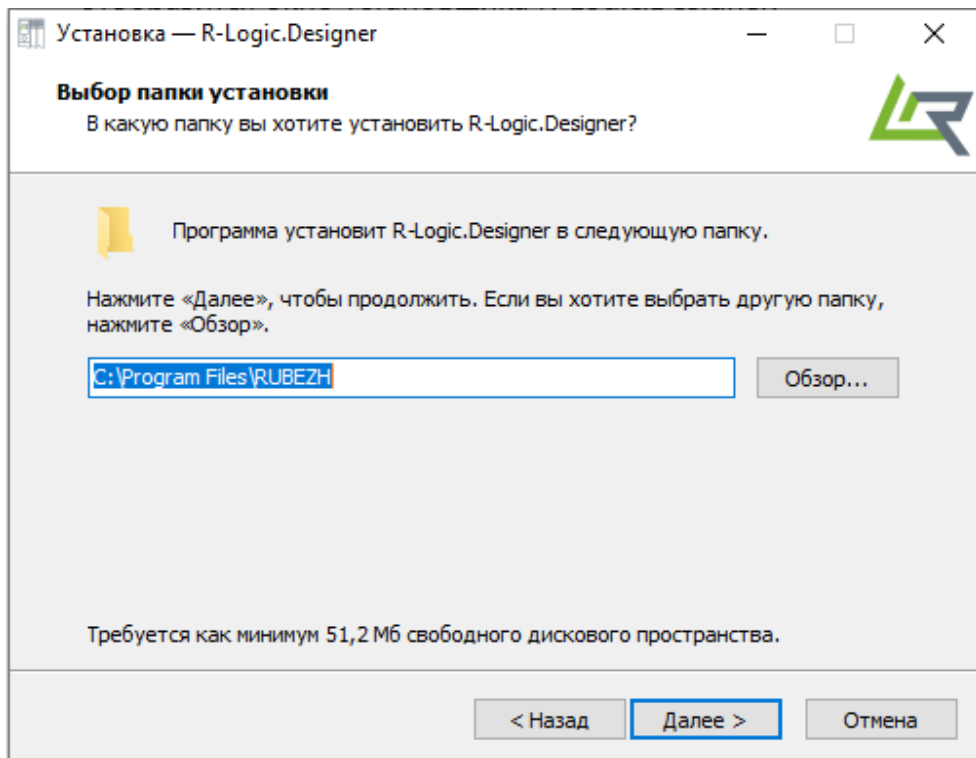 Установка — R-Logic.Designer
Выбор папки установки
В какую папку вы хотите установить R-Logic.Designer?
Программа установит R-Logic.Designer в следующую папку.
Нажмите «Далее», чтобы продолжить. Если вы хотите выбрать другую папку,
нажмите «Обзор».
C:\Program Files\RUBEZH
Обзор...
Требуется как минимум 51,2 Мб свободного дискового пространства.
< Назад
Далее >
Отмена